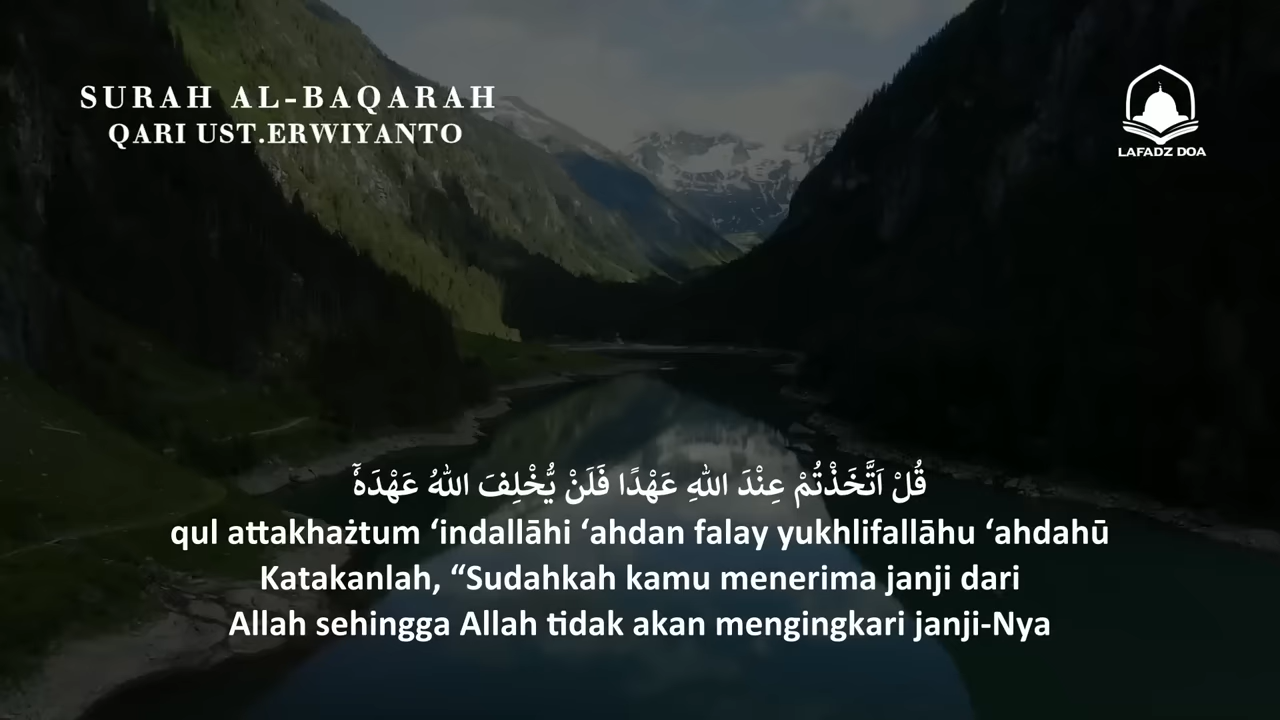 SURAH AL-BAQARAH
QARI UST.ERWIYANTO
LAFADZ DOA
قُلْ اَتَّخَذْتُمْ عِنْدَ اللّٰهِ عَهْدًا فَلَنْ يُّخْلِفَ اللّٰهُ عَهْدَهٗٓ
qul attakhażtum ‘indallāhi ‘ahdan falay yukhlifallāhu ‘ahdahū
Katakanlah, “Sudahkah kamu menerima janji dari
Allah sehingga Allah tidak akan mengingkari janji-Nya